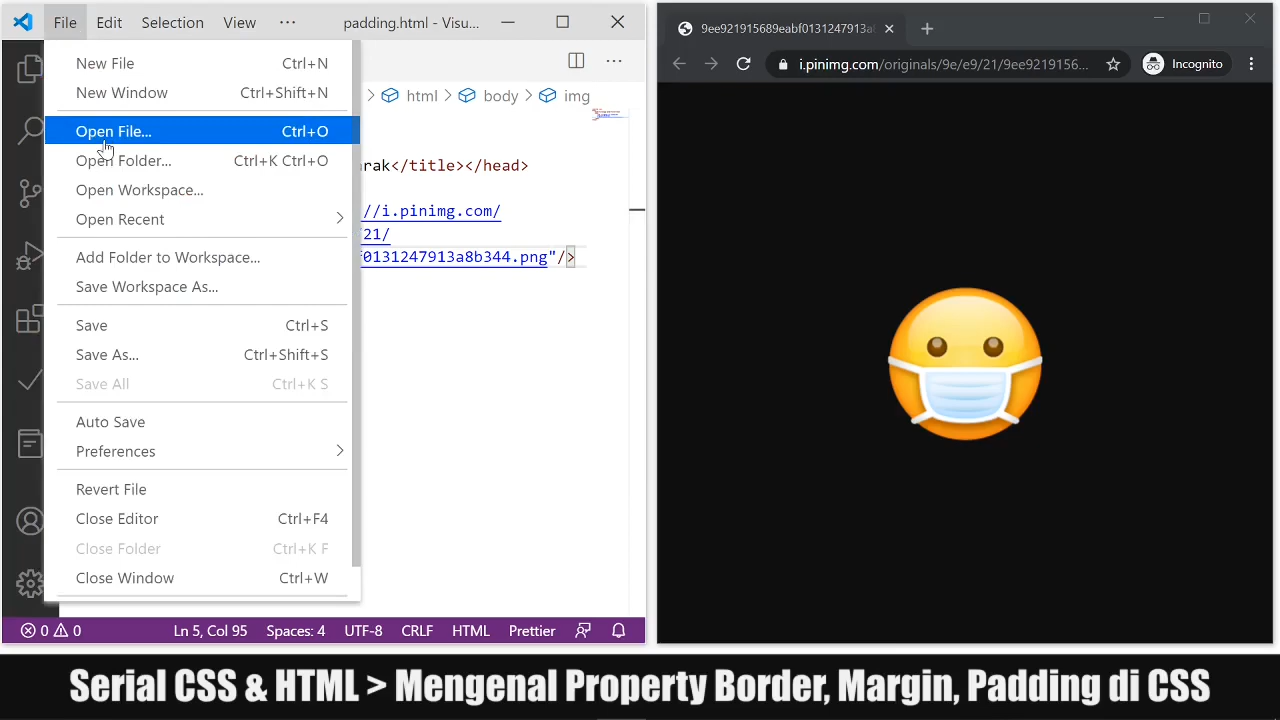 File Edit Selection View ··· padding.html - Visu...
New File Ctrl+N
New Window Ctrl+Shift+N
Open File... Ctrl+O
Open Folder... Ctrl+K Ctrl+O
Open Workspace...
Open Recent
Add Folder to Workspace...
Save Workspace As...
Save Ctrl+S
Save As... Ctrl+Shift+S
Save All Ctrl+K S
Auto Save
Preferences
Revert File
Close Editor Ctrl+F4
Close Folder Ctrl+K F
Close Window Ctrl+W
html > body > img
rak</title></head>
//i.pinimg.com/
21/
f0131247913a8b344.png"/>
0 0 Ln 5, Col 95 Spaces: 4 UTF-8 CRLF HTML Prettier
9ee921915689eabf0131247913a
i.pinimg.com/originals/9e/e9/21/9ee9219156... Incognito
Serial CSS & HTML > Mengenal Property Border, Margin, Padding di CSS